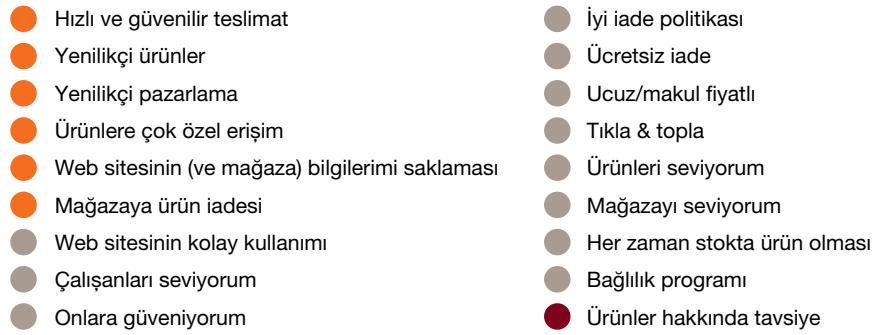 Hızlı ve güvenilir teslimat
Yenilikçi ürünler
Yenilikçi pazarlama
Ürünlere çok özel erişim
Web sitesinin (ve mağaza) bilgilerimi saklaması
Mağazaya ürün iadesi
Web sitesinin kolay kullanımı
Çalışanları seviyorum
Onlara güveniyorum
İyi iade politikası
Ücretsiz iade
Ucuz/makul fiyatlı
Tıkla & topla
Ürünleri seviyorum
Mağazayı seviyorum
Her zaman stokta ürün olması
Bağlılık programı
Ürünler hakkında tavsiye